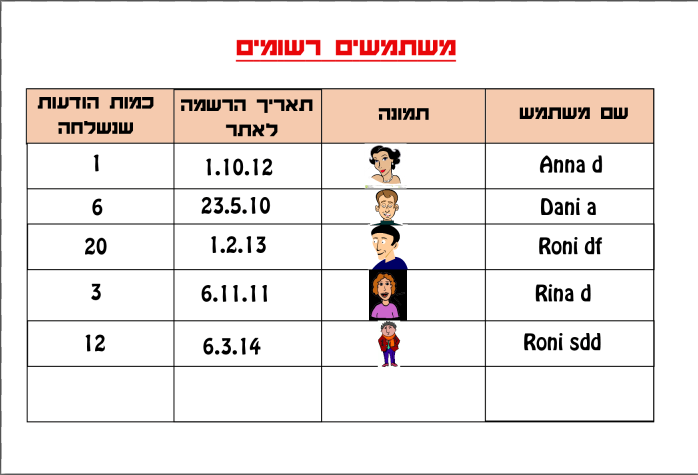 משתמשים רשומים
שם משתמש תמונה תאריך הרשמה לאתר כמות הודעות שנשלחה
Anna d 1.10.12 1
Dani a 23.5.10 6
Roni df 1.2.13 20
Rina d 6.11.11 3
Roni sdd 6.3.14 12